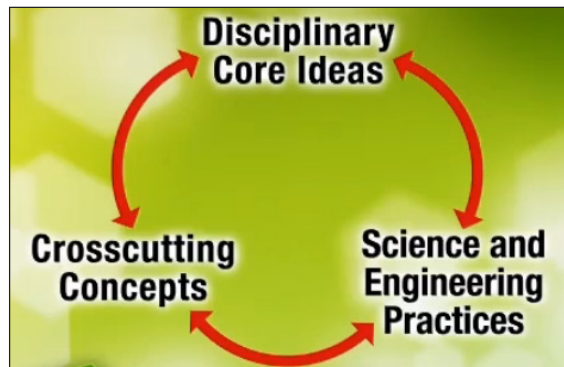 Disciplinary
Core Ideas
Crosscutting
Concepts
Science and
Engineering
Practices